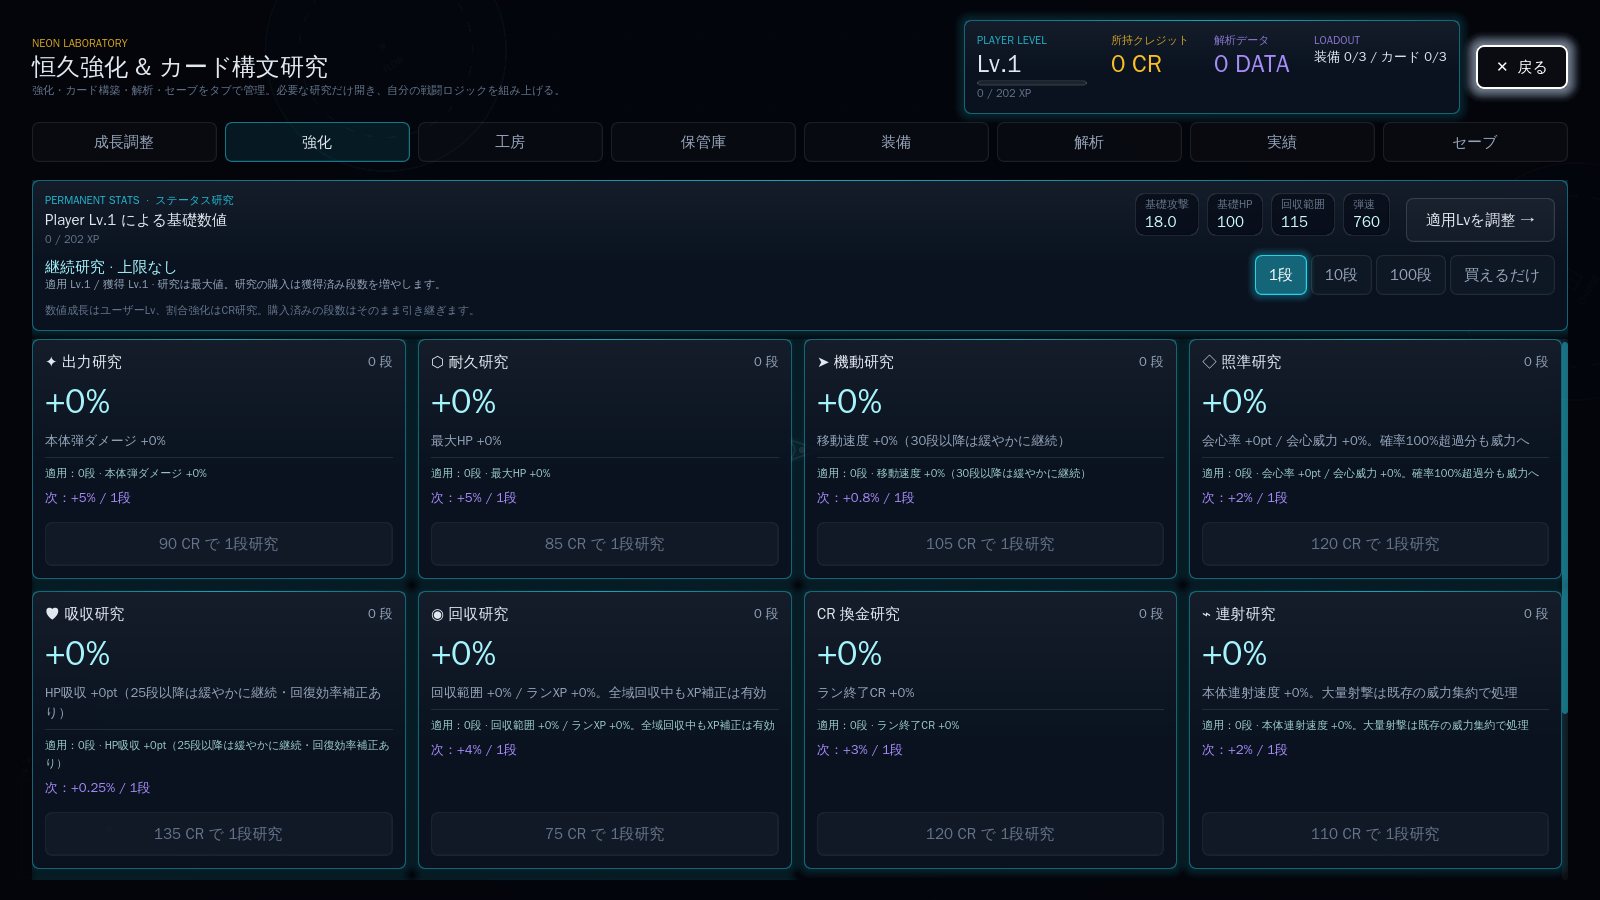 NEON LABORATORY
恒久強化 & カード構文研究
強化・カード構築・解析・セーブをタブで管理。必要な研究だけ開き、自分の戦闘ロジックを組み上げる。
PLAYER LEVEL
Lv.1
0 / 202 XP
所持クレジット
0 CR
解析データ
0 DATA
LOADOUT
装備 0/3 / カード 0/3
✕ 戻る
成長調整
強化
工房
保管庫
装備
解析
実績
セーブ
PERMANENT STATS · ステータス研究
Player Lv.1 による基礎数値
0 / 202 XP
基礎攻撃
18.0
基礎HP
100
回収範囲
115
弾速
760
適用Lvを調整 →
継続研究 · 上限なし
適用 Lv.1 / 獲得 Lv.1 · 研究は最大値。研究の購入は獲得済み段数を増やします。
1段
10段
100段
買えるだけ
数値成長はユーザーLv、割合強化はCR研究。購入済みの段数はそのまま引き継ぎます。
✦ 出力研究
0 段
+0%
本体弾ダメージ +0%
適用：0段 · 本体弾ダメージ +0%
次：+5% / 1段
90 CR で 1段研究
⬡ 耐久研究
0 段
+0%
最大HP +0%
適用：0段 · 最大HP +0%
次：+5% / 1段
85 CR で 1段研究
➤ 機動研究
0 段
+0%
移動速度 +0%（30段以降は緩やかに継続）
適用：0段 · 移動速度 +0%（30段以降は緩やかに継続）
次：+0.8% / 1段
105 CR で 1段研究
◇ 照準研究
0 段
+0%
会心率 +0pt / 会心威力 +0%。確率100%超過分も威力へ
適用：0段 · 会心率 +0pt / 会心威力 +0%。確率100%超過分も威力へ
次：+2% / 1段
120 CR で 1段研究
♥ 吸収研究
0 段
+0%
HP吸収 +0pt（25段以降は緩やかに継続・回復効率補正あ
り）
適用：0段 · HP吸収 +0pt（25段以降は緩やかに継続・回復効率補正あ
り）
次：+0.25% / 1段
135 CR で 1段研究
◉ 回収研究
0 段
+0%
回収範囲 +0% / ランXP +0%。全域回収中もXP補正は有効
適用：0段 · 回収範囲 +0% / ランXP +0%。全域回収中もXP補正は有効
次：+4% / 1段
75 CR で 1段研究
CR 換金研究
0 段
+0%
ラン終了CR +0%
適用：0段 · ラン終了CR +0%
次：+3% / 1段
120 CR で 1段研究
⌁ 連射研究
0 段
+0%
本体連射速度 +0%。大量射撃は既存の威力集約で処理
適用：0段 · 本体連射速度 +0%。大量射撃は既存の威力集約で処理
次：+2% / 1段
110 CR で 1段研究